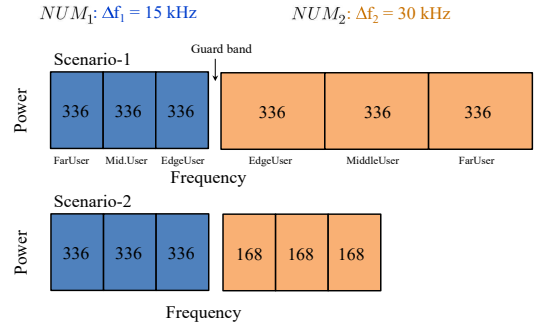 NUM₁: Δf₁ = 15 kHz NUM₂: Δf₂ = 30 kHz
Guard band
Scenario-1
Power
336 336 336 336 336 336
FarUser Mid.User EdgeUser EdgeUser MiddleUser FarUser
Frequency
Scenario-2
Power
336 336 336 168 168 168
Frequency